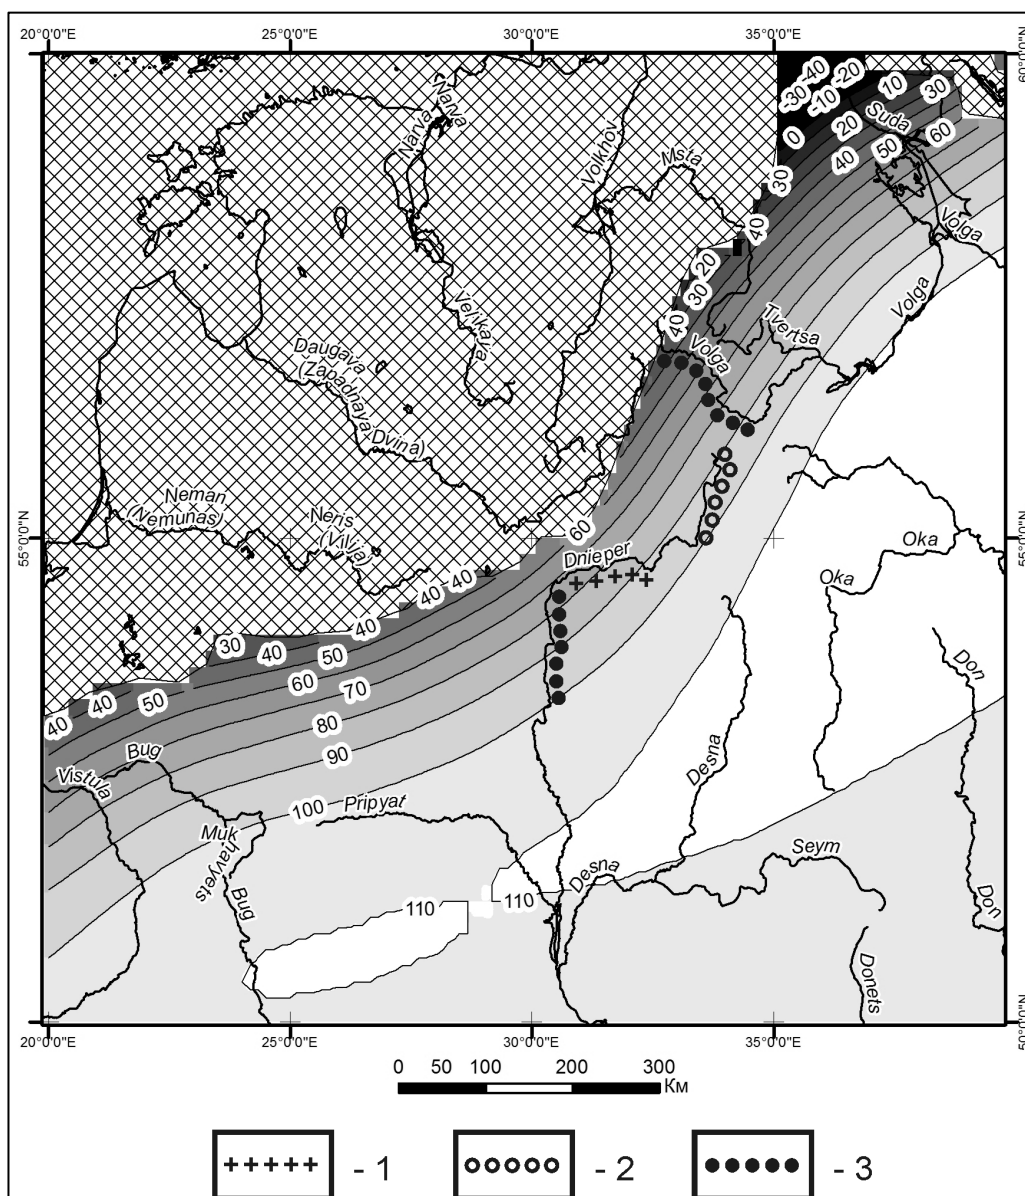 20°0'0"E 25°0'0"E 30°0'0"E 35°0'0"E
60°0'0"N
-40
-20
-30
-10
10
30
0
20
Suda
60
50
40
Narva
Narva
Volkhov
Msta
30
40
Volga
20
30
40
Volga
Tvertsa
Volga
Velikaya
Daugava
(Zapadnaya
Dvina)
Neman
(Nemunas)
Neris
(Vilija)
55°0'0"N
55°0'0"N
60
Dnieper
Oka
Oka
40 40
40
30
40
50
60
70
80
90
100
40
40
50
Don
Desna
Bug
Vistula
Pripyat
Muk
havyets
Bug
Desna
Seym
110
110
Don
Donets
50°0'0"N
20°0'0"E 25°0'0"E 30°0'0"E 35°0'0"E
0 50 100 200 300
Км
- 1
- 2
- 3